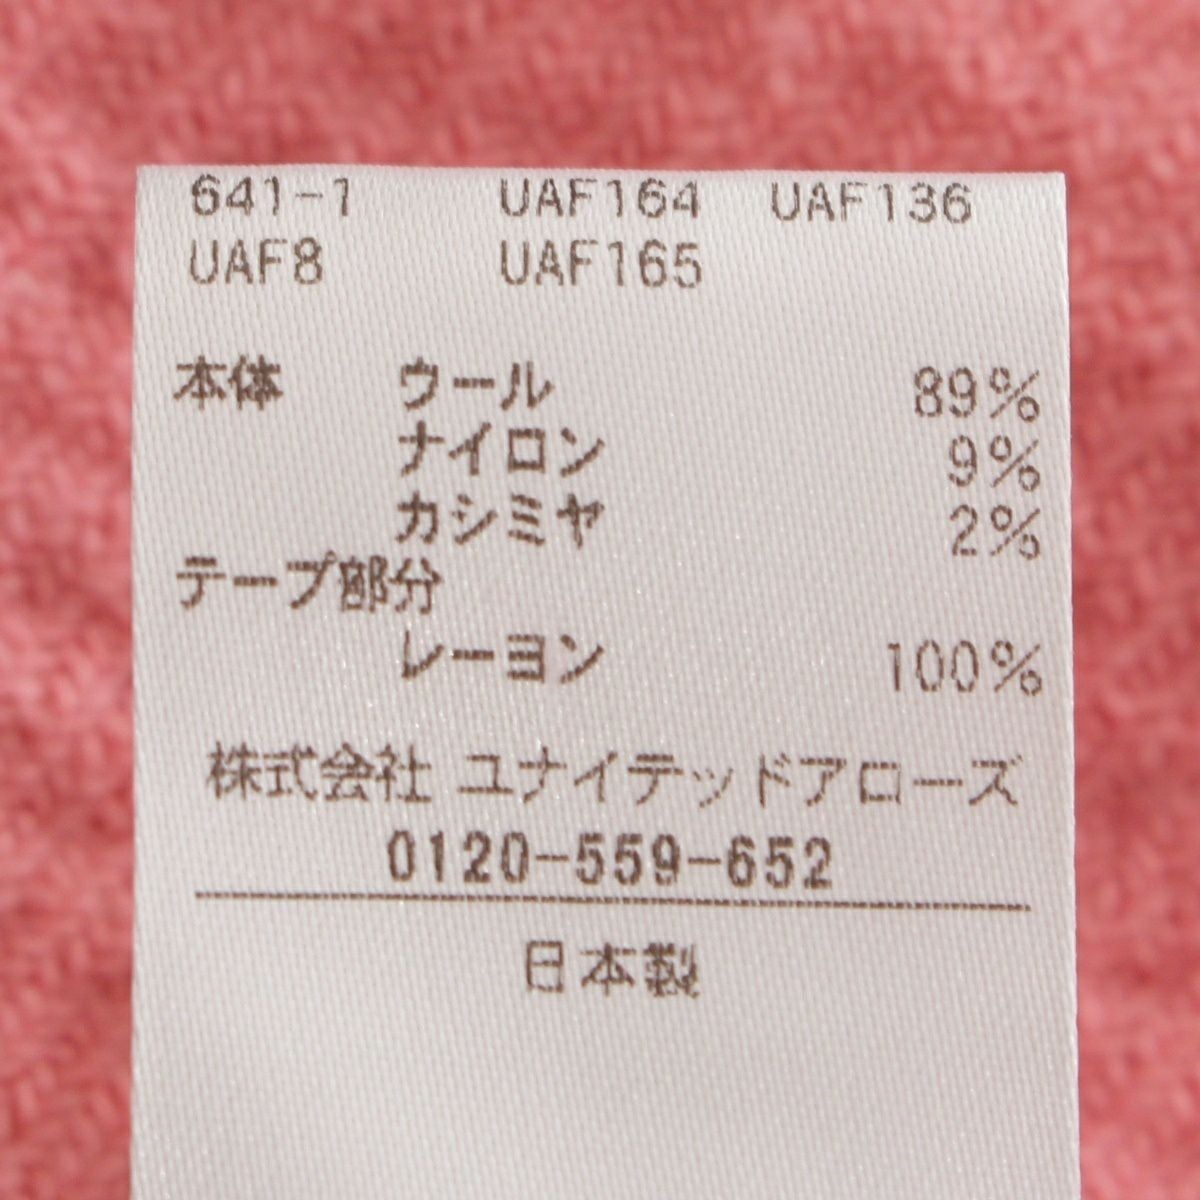 641-1 UAF164 UAF136
UAF8 UAF165
本体 ウール 89%
ナイロン 9%
カシミヤ 2%
テープ部分
レーヨン 100%
株式会社 ユナイテッドアローズ
0120-559-652
日本製